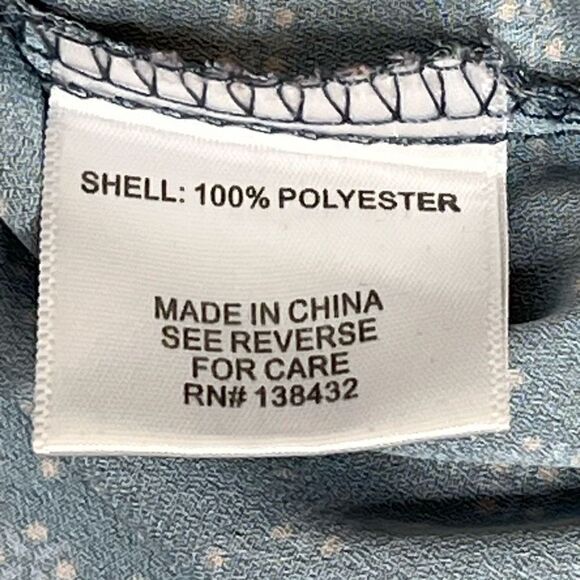 SHELL: 100% POLYESTER
MADE IN CHINA
SEE REVERSE
FOR CARE
RN# 138432